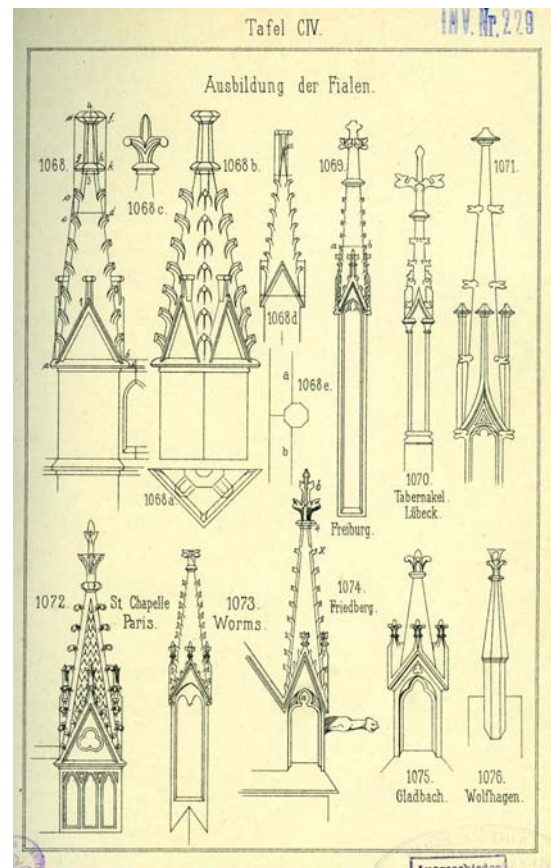 Tafel CIV.
INV. Nr. 229
Ausbildung der Fialen.
1068.
1068 c.
1068 b.
1068 d.
1069.
1071.
1068 e.
1068 a.
a
b
Freiburg.
1070.
Tabernakel.
Lübeck.
1072.
St. Chapelle
Paris.
1073.
Worms.
1074.
Friedberg.
1075.
Gladbach.
1076.
Wolfhagen.